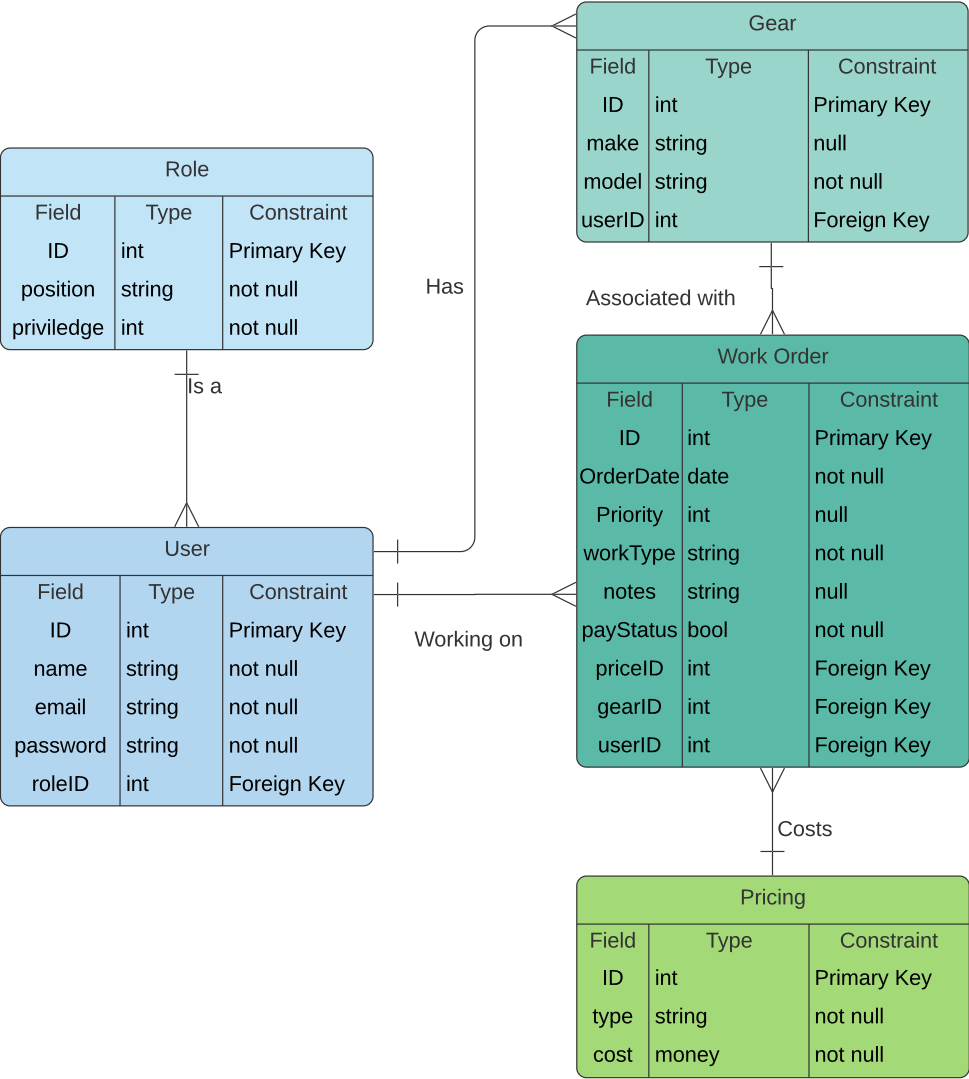 Gear
Field Type Constraint
ID int Primary Key
make string null
model string not null
userID int Foreign Key
Role
Field Type Constraint
ID int Primary Key
position string not null
priviledge int not null
Has
Associated with
Is a
Work Order
Field Type Constraint
ID int Primary Key
OrderDate date not null
Priority int null
workType string not null
notes string null
payStatus bool not null
priceID int Foreign Key
gearID int Foreign Key
userID int Foreign Key
User
Field Type Constraint
ID int Primary Key
name string not null
email string not null
password string not null
roleID int Foreign Key
Working on
Costs
Pricing
Field Type Constraint
ID int Primary Key
type string not null
cost money not null